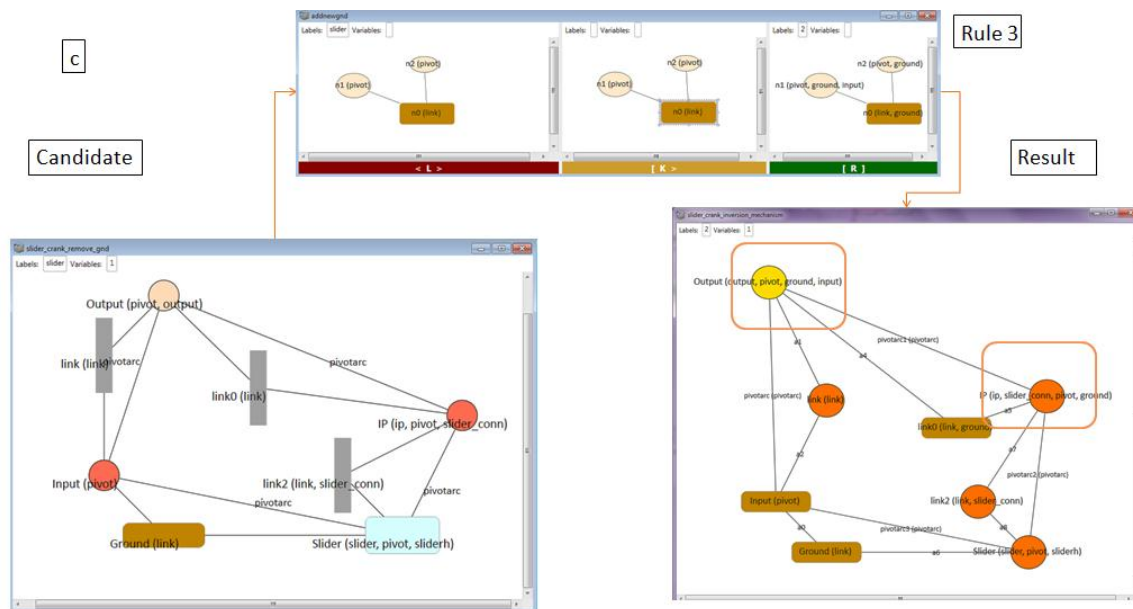 c
Candidate
addnewgnd
Rule 3
Labels: slider Variables:
n2 (pivot)
n1 (pivot)
n0 (link)
< L >
Labels: Variables:
n2 (pivot)
n1 (pivot)
n0 (link)
[ K >
Labels: 2 Variables:
n2 (pivot, ground)
n1 (pivot, ground, input)
n0 (link, ground)
[ R ]
Result
slider_crank_remove_gnd
Labels: slider Variables: 1
Output (pivot, output)
link (link)
pivotarc
pivotarc
link0 (link)
IP (ip, pivot, slider_conn)
link2 (link, slider_conn)
Input (pivot)
pivotarc
pivotarc
Ground (link)
Slider (slider, pivot, sliderh)
slider_crank_inversion_mechanism
Labels: 2 Variables: 1
Output (output, pivot, ground, input)
a1
pivotarc1 (pivotarc)
a4
pivotarc (pivotarc)
link (link)
IP (ip, slider_conn, pivot, ground)
a5
link0 (link, ground)
a2
a7
pivotarc2 (pivotarc)
Input (pivot)
link2 (link, slider_conn)
a0
pivotarc3 (pivotarc)
a8
Ground (link)
a6
Slider (slider, pivot, sliderh)